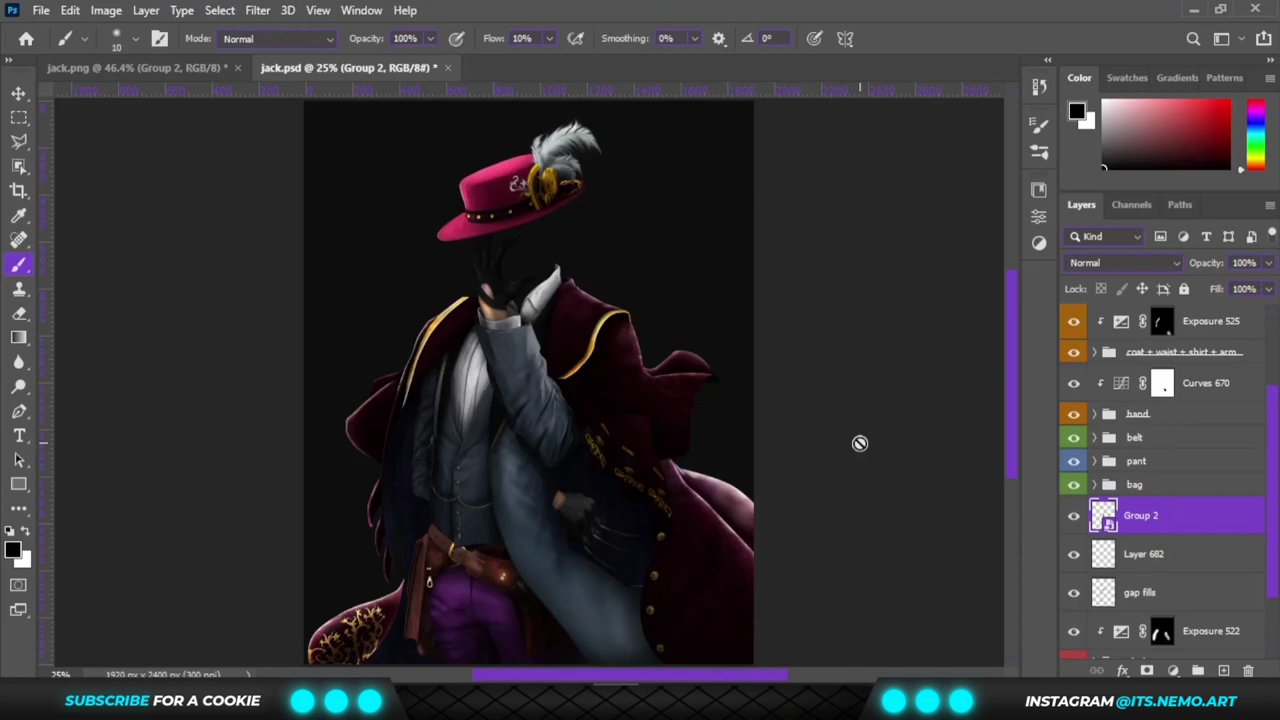 Ps File Edit Image Layer Type Select Filter 3D View Window Help
10 Mode: Normal Opacity: 100% Flow: 10% Smoothing: 0% 0°
jack.png @ 46.4% (Group 2, RGB/8) * × jack.psd @ 25% (Group 2, RGB/8#) * ×
Color Swatches Gradients Patterns
Layers Channels Paths
Kind
Normal Opacity: 100%
Lock: Fill: 100%
Exposure 525
coat + waist + shirt + arm
Curves 670
hand
belt
pant
bag
Group 2
Layer 682
gap fills
Exposure 522
25% 1920 px x 2400 px (300 ppi)
SUBSCRIBE FOR A COOKIE
INSTAGRAM @ITS.NEMO.ART